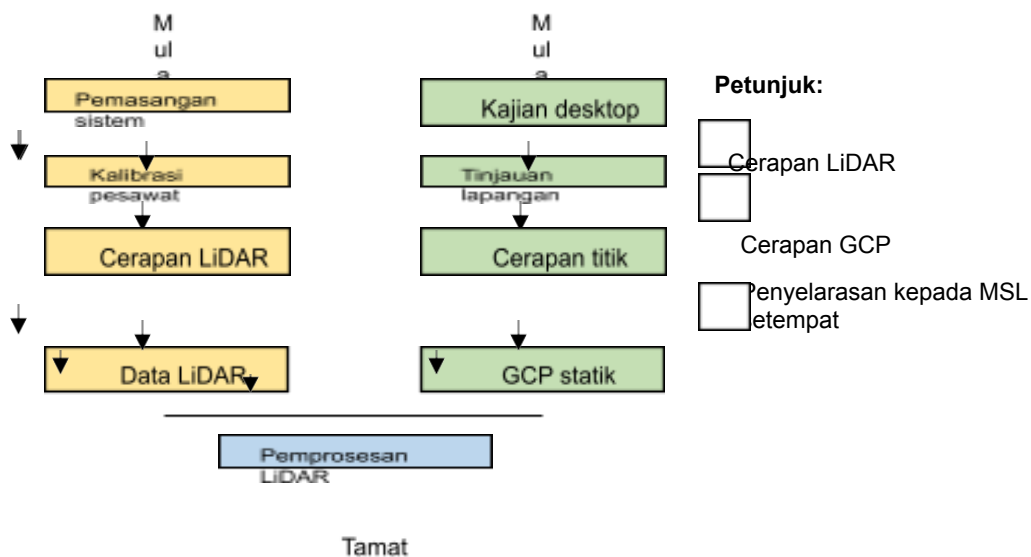 M
ul
a
Pemasangan
sistem
Kalibrasi
pesawat
Cerapan LiDAR
Data LiDAR
M
ul
a
Kajian desktop
Tinjauan
lapangan
Cerapan titik
GCP statik
Pemprosesan
LiDAR
Tamat
Petunjuk:
Cerapan LiDAR
Cerapan GCP
Penyelarasan kepada MSL
setempat